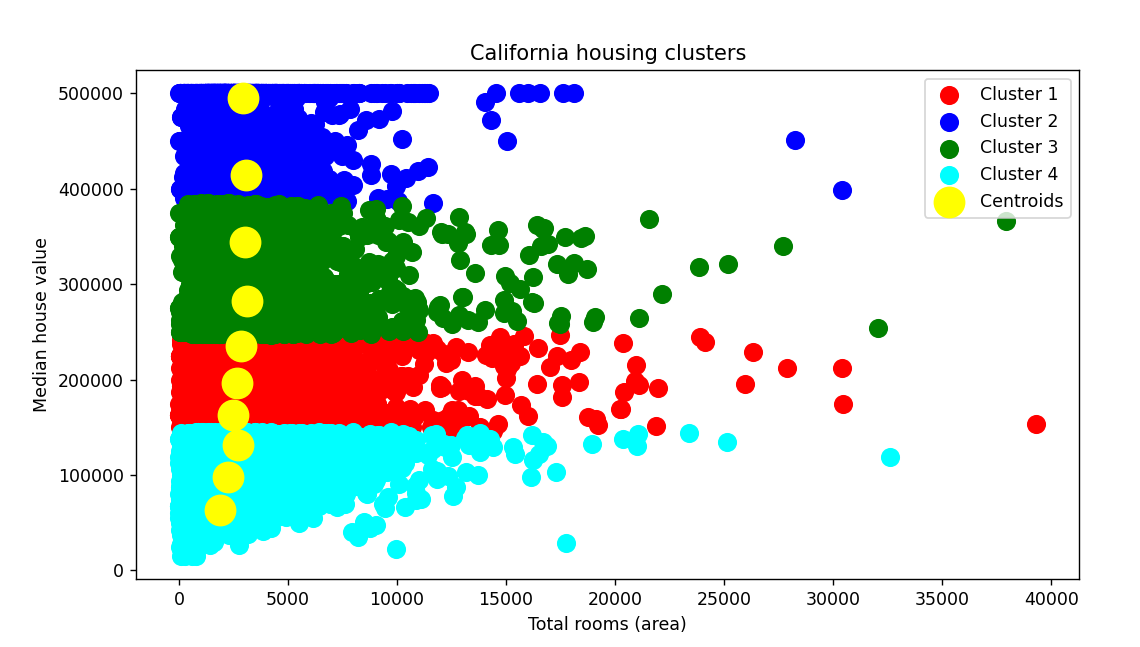 California housing clusters
Median house value
500000
400000
300000
200000
100000
0
Cluster 1
Cluster 2
Cluster 3
Cluster 4
Centroids
0 5000 10000 15000 20000 25000 30000 35000 40000
Total rooms (area)